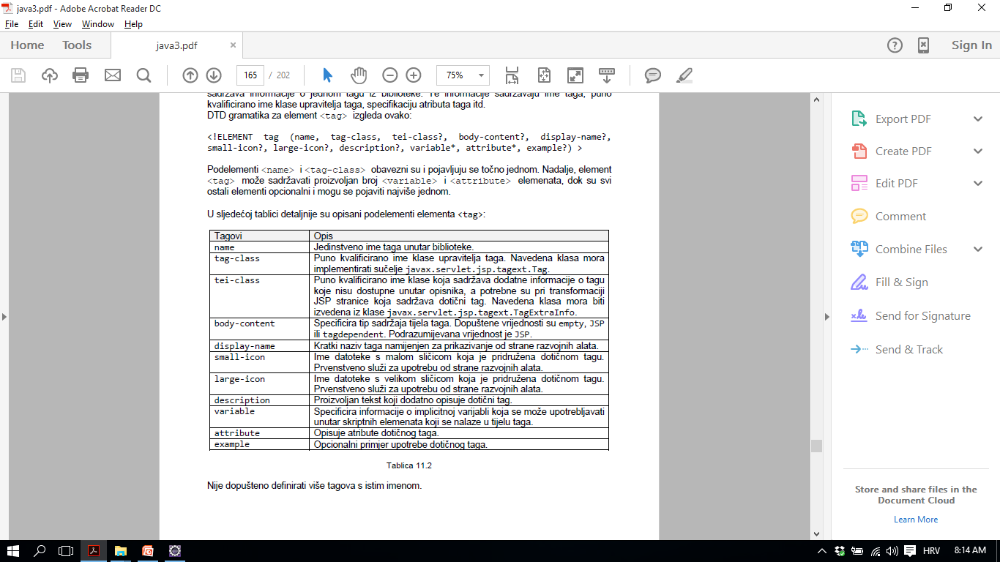 java3.pdf - Adobe Acrobat Reader DC
File Edit View Window Help
Home Tools java3.pdf × ? Sign In
165 / 202 75%
sadržava informacije o jednom tagu iz biblioteke. Te informacije sadržavaju ime taga, puno
kvalificirano ime klase upravitelja taga, specifikaciju atributa taga itd.
DTD gramatika za element <tag> izgleda ovako:
<!ELEMENT tag (name, tag-class, tei-class?, body-content?, display-name?,
small-icon?, large-icon?, description?, variable*, attribute*, example?) >
Podelementi <name> i <tag-class> obavezni su i pojavljuju se točno jednom. Nadalje, element
<tag> može sadržavati proizvoljan broj <variable> i <attribute> elemenata, dok su svi
ostali elementi opcionalni i mogu se pojaviti najviše jednom.
U sljedećoj tablici detaljnije su opisani podelementi elementa <tag>:
Tagovi Opis
name Jedinstveno ime taga unutar biblioteke.
tag-class Puno kvalificirano ime klase upravitelja taga. Navedena klasa mora
implementirati sučelje javax.servlet.jsp.tagext.Tag.
tei-class Puno kvalificirano ime klase koja sadržava dodatne informacije o tagu
koje nisu dostupne unutar opisnika, a potrebne su pri transformaciji
JSP stranice koja sadržava dotični tag. Navedena klasa mora biti
izvedena iz klase javax.servlet.jsp.tagext.TagExtraInfo.
body-content Specificira tip sadržaja tijela taga. Dopuštene vrijednosti su empty, JSP
ili tagdependent. Podrazumijevana vrijednost je JSP.
display-name Kratki naziv taga namijenjen za prikazivanje od strane razvojnih alata.
small-icon Ime datoteke s malom sličicom koja je pridružena dotičnom tagu.
Prvenstveno služi za upotrebu od strane razvojnih alata.
large-icon Ime datoteke s velikom sličicom koja je pridružena dotičnom tagu.
Prvenstveno služi za upotrebu od strane razvojnih alata.
description Proizvoljan tekst koji dodatno opisuje dotični tag.
variable Specificira informacije o implicitnoj varijabli koja se može upotrebljavati
unutar skriptnih elemenata koji se nalaze u tijelu taga.
attribute Opisuje atribute dotičnog taga.
example Opcionalni primjer upotrebe dotičnog taga.
Tablica 11.2
Nije dopušteno definirati više tagova s istim imenom.
Export PDF
Create PDF
Edit PDF
Comment
Combine Files
Fill & Sign
Send for Signature
Send & Track
Store and share files in the
Document Cloud
Learn More
HRV 8:14 AM